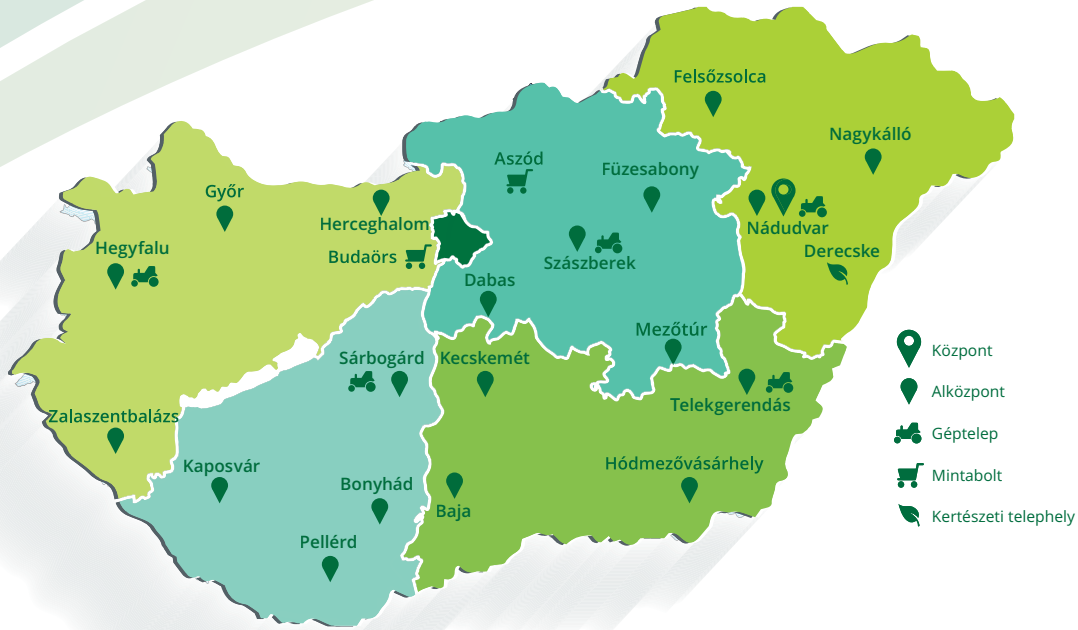 Felsőzsolca
Nagykálló
Aszód
Füzesabony
Győr
Herceghalom
Nádudvar
Hegyfalu
Budaörs
Derecske
Szászberek
Dabas
Mezőtúr
Sárbogárd
Kecskemét
Telekgerendás
Zalaszentbalázs
Kaposvár
Hódmezővásárhely
Bonyhád
Baja
Pellérd
Központ
Alközpont
Géptelep
Mintabolt
Kertészeti telephely